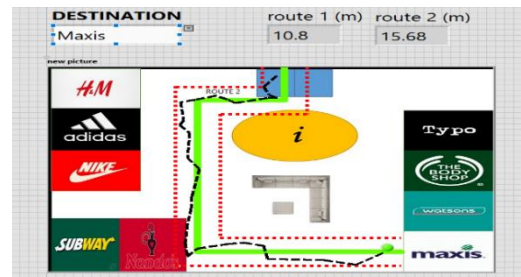 DESTINATION
route 1 (m)
route 2 (m)
Maxis
10.8
15.68
new picture
H&M
ROUTE 2
adidas
NIKE
i
Typo
THE
BODY
SHOP
watsons
SUBWAY
Nando's
maxis